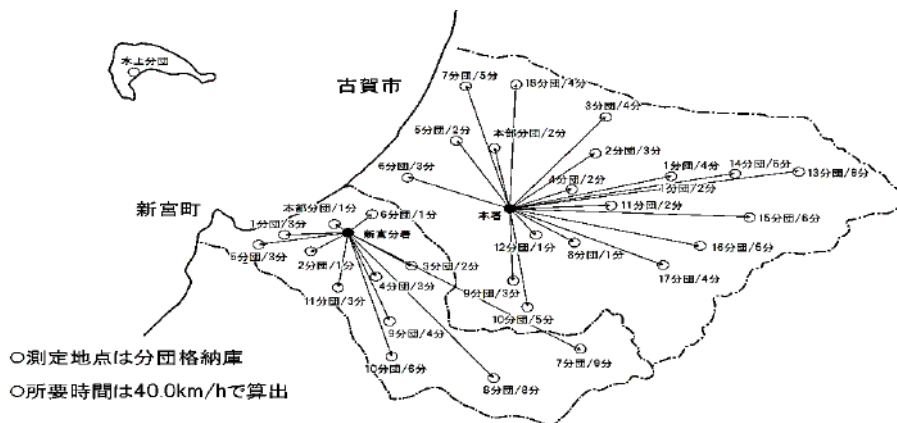 水上分団
古賀市
7分団/5分
18分団/4分
3分団/4分
5分団/2分
本部分団/2分
2分団/3分
6分団/3分
4分団/2分
1分団/4分
14分団/5分
13分団/8分
11分団/2分
本署
15分団/6分
12分団/1分
8分団/1分
16分団/5分
17分団/4分
9分団/3分
10分団/5分
新宮町
本部分団/1分
6分団/1分
1分団/3分
新宮分署
5分団/3分
2分団/1分
3分団/2分
4分団/3分
11分団/3分
9分団/4分
10分団/6分
8分団/8分
7分団/9分
○測定地点は分団格納庫
○所要時間は40.0km/hで算出